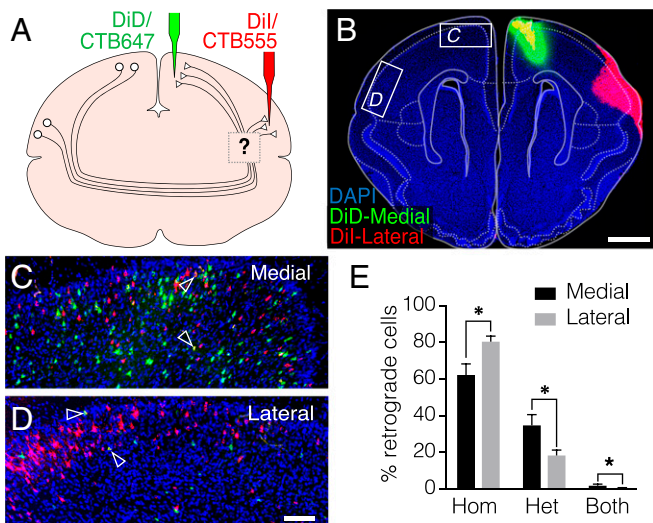 A
DiD/
CTB647
DiI/
CTB555
?
B
C
D
DAPI
DiD-Medial
DiI-Lateral
C
Medial
D
Lateral
E
% retrograde cells
100
80
60
40
20
0
Medial
Lateral
*
*
*
Hom
Het
Both